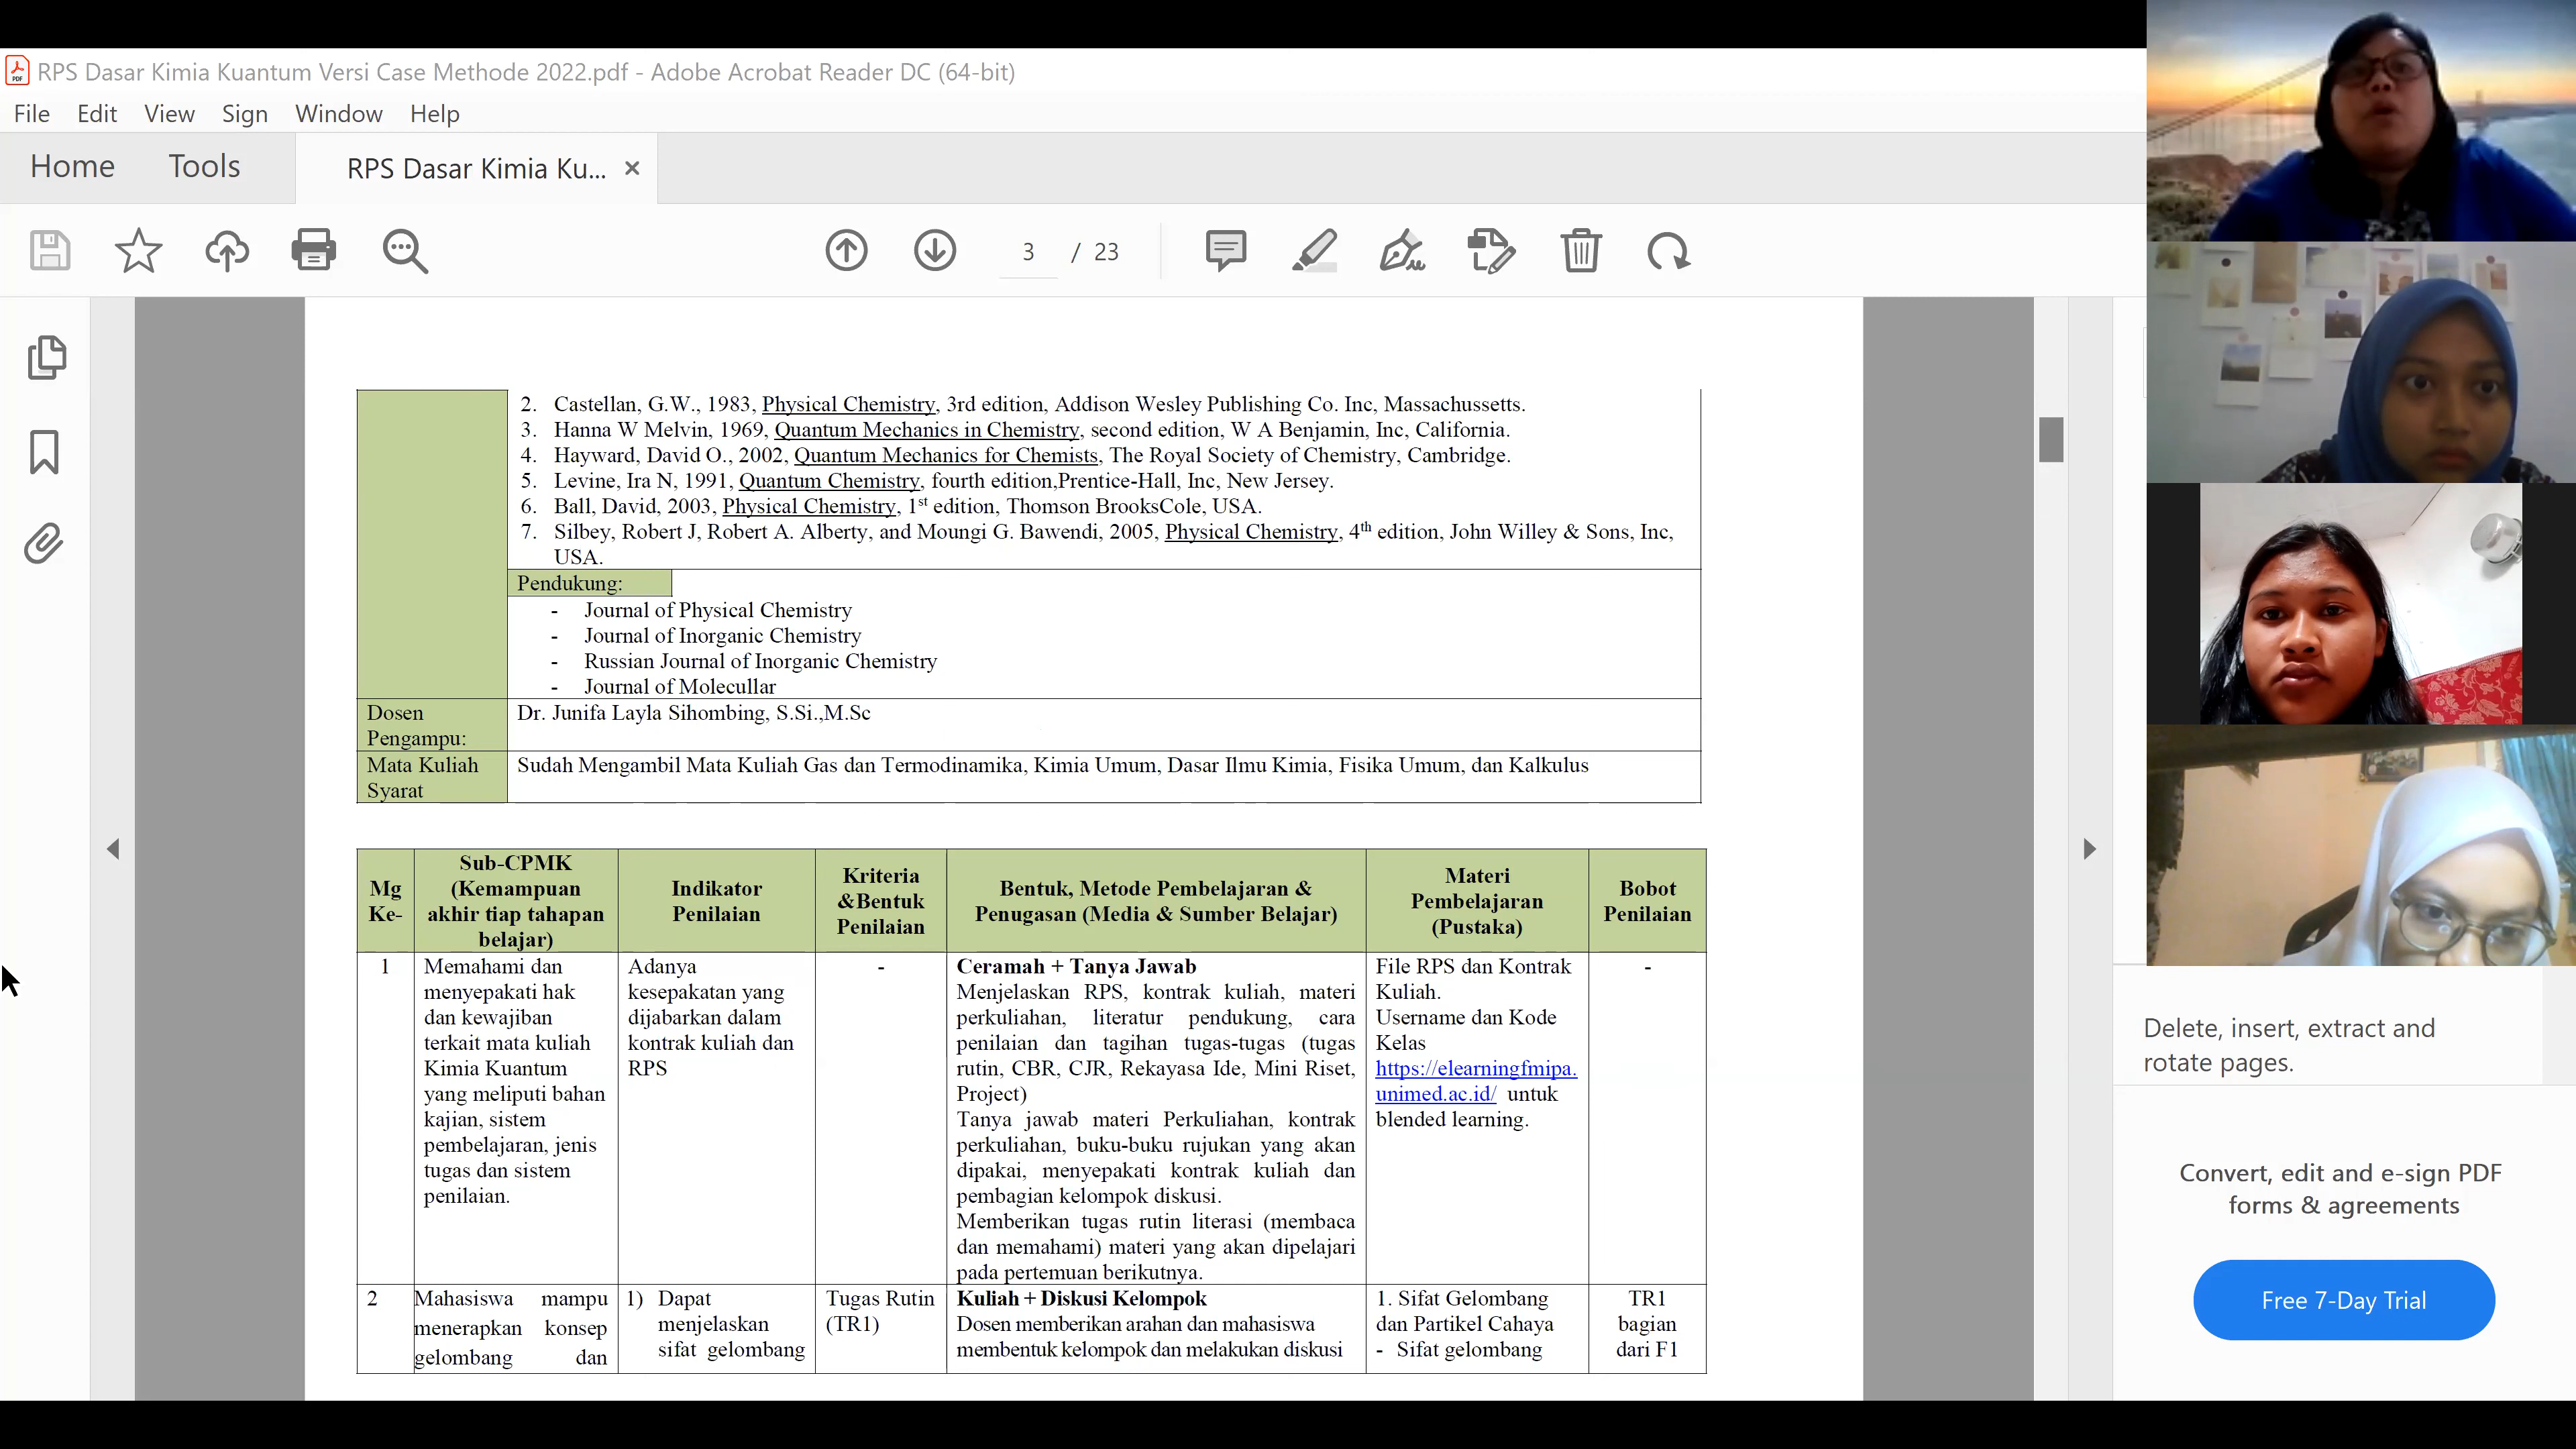 RPS Dasar Kimia Kuantum Versi Case Methode 2022.pdf - Adobe Acrobat Reader DC (64-bit)
File Edit View Sign Window Help
Home Tools RPS Dasar Kimia Ku... ×
3 / 23
2. Castellan, G.W., 1983, Physical Chemistry, 3rd edition, Addison Wesley Publishing Co. Inc, Massachussetts.
3. Hanna W Melvin, 1969, Quantum Mechanics in Chemistry, second edition, W A Benjamin, Inc, California.
4. Hayward, David O., 2002, Quantum Mechanics for Chemists, The Royal Society of Chemistry, Cambridge.
5. Levine, Ira N, 1991, Quantum Chemistry, fourth edition,Prentice-Hall, Inc, New Jersey.
6. Ball, David, 2003, Physical Chemistry, 1st edition, Thomson BrooksCole, USA.
7. Silbey, Robert J, Robert A. Alberty, and Moungi G. Bawendi, 2005, Physical Chemistry, 4th edition, John Willey & Sons, Inc,
USA.
Pendukung:
- Journal of Physical Chemistry
- Journal of Inorganic Chemistry
- Russian Journal of Inorganic Chemistry
- Journal of Molecullar
Dosen
Pengampu:
Dr. Junifa Layla Sihombing, S.Si.,M.Sc
Mata Kuliah
Syarat
Sudah Mengambil Mata Kuliah Gas dan Termodinamika, Kimia Umum, Dasar Ilmu Kimia, Fisika Umum, dan Kalkulus
Mg
Ke-
Sub-CPMK
(Kemampuan
akhir tiap tahapan
belajar)
Indikator
Penilaian
Kriteria
&Bentuk
Penilaian
Bentuk, Metode Pembelajaran &
Penugasan (Media & Sumber Belajar)
Materi
Pembelajaran
(Pustaka)
Bobot
Penilaian
1
Memahami dan
menyepakati hak
dan kewajiban
terkait mata kuliah
Kimia Kuantum
yang meliputi bahan
kajian, sistem
pembelajaran, jenis
tugas dan sistem
penilaian.
Adanya
kesepakatan yang
dijabarkan dalam
kontrak kuliah dan
RPS
-
Ceramah + Tanya Jawab
Menjelaskan RPS, kontrak kuliah, materi
perkuliahan, literatur pendukung, cara
penilaian dan tagihan tugas-tugas (tugas
rutin, CBR, CJR, Rekayasa Ide, Mini Riset,
Project)
Tanya jawab materi Perkuliahan, kontrak
perkuliahan, buku-buku rujukan yang akan
dipakai, menyepakati kontrak kuliah dan
pembagian kelompok diskusi.
Memberikan tugas rutin literasi (membaca
dan memahami) materi yang akan dipelajari
pada pertemuan berikutnya.
File RPS dan Kontrak
Kuliah.
Username dan Kode
Kelas
https://elearningfmipa.
unimed.ac.id/ untuk
blended learning.
-
2
Mahasiswa mampu
menerapkan konsep
gelombang dan
1) Dapat
menjelaskan
sifat gelombang
Tugas Rutin
(TR1)
Kuliah + Diskusi Kelompok
Dosen memberikan arahan dan mahasiswa
membentuk kelompok dan melakukan diskusi
1. Sifat Gelombang
dan Partikel Cahaya
- Sifat gelombang
TR1
bagian
dari F1
Delete, insert, extract and
rotate pages.
Convert, edit and e-sign PDF
forms & agreements
Free 7-Day Trial